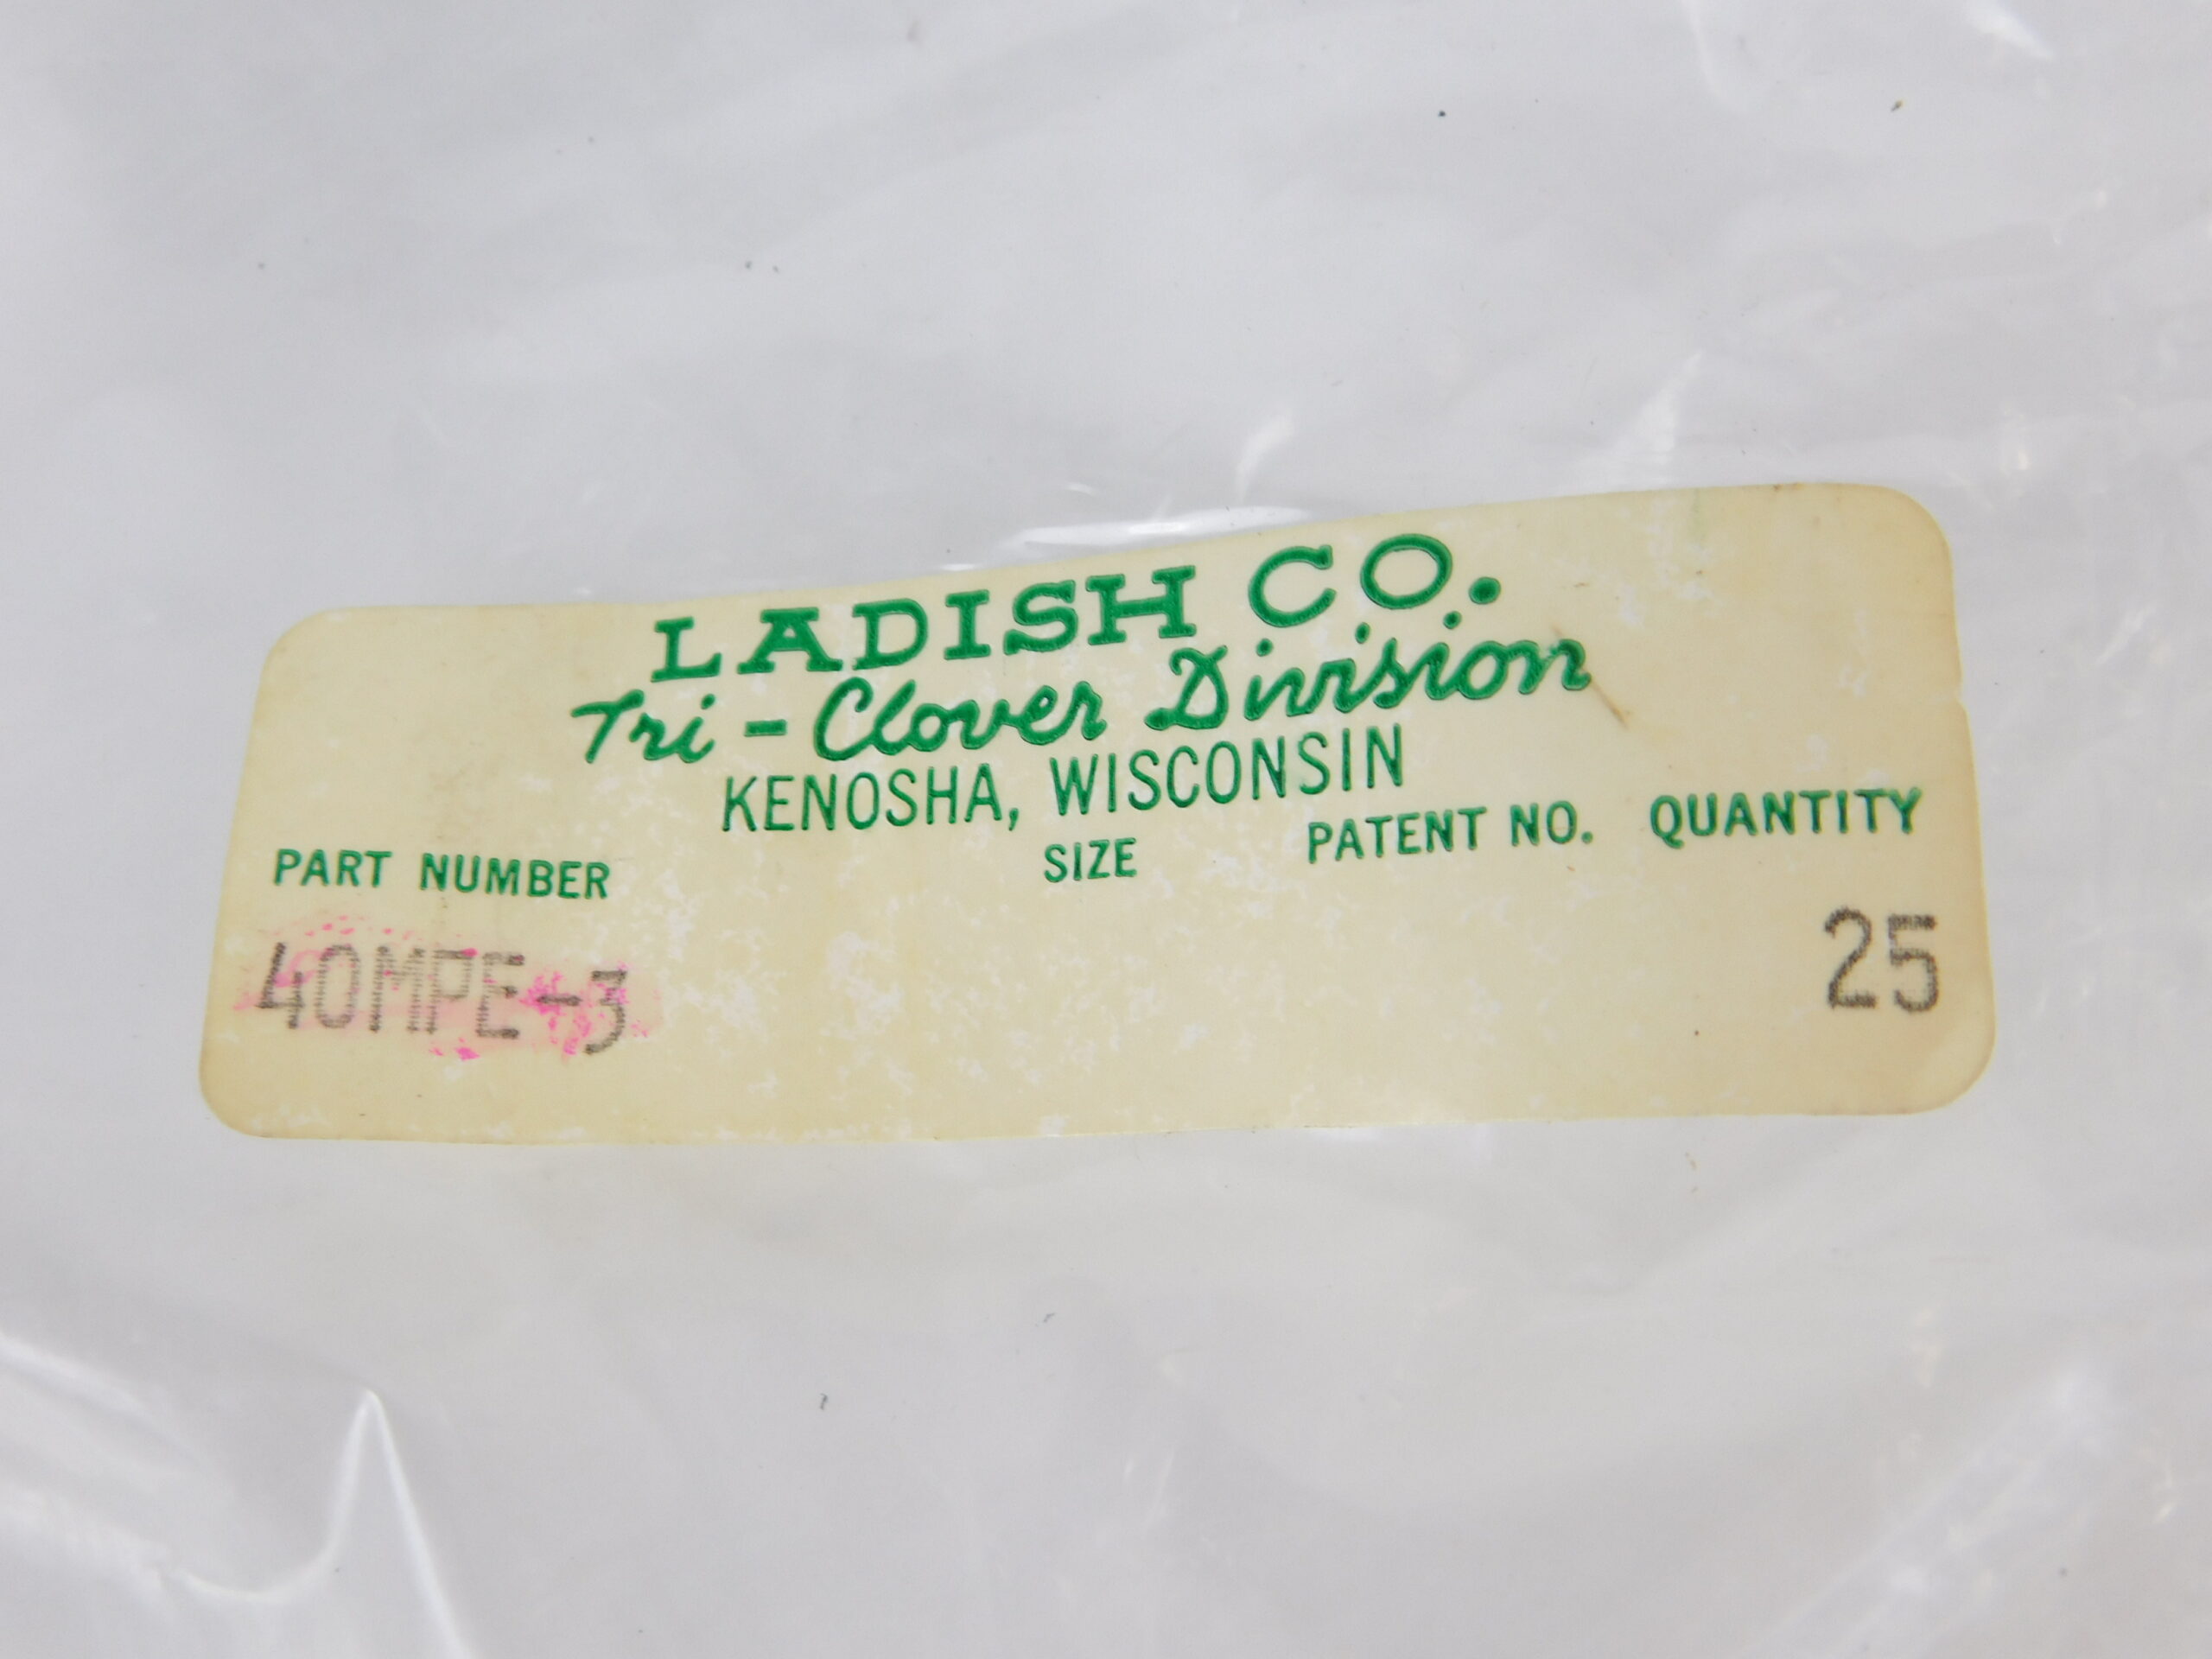 LADISH CO.
Tri-Clover Division
KENOSHA, WISCONSIN
PART NUMBER SIZE PATENT NO. QUANTITY
40MPE-3 25